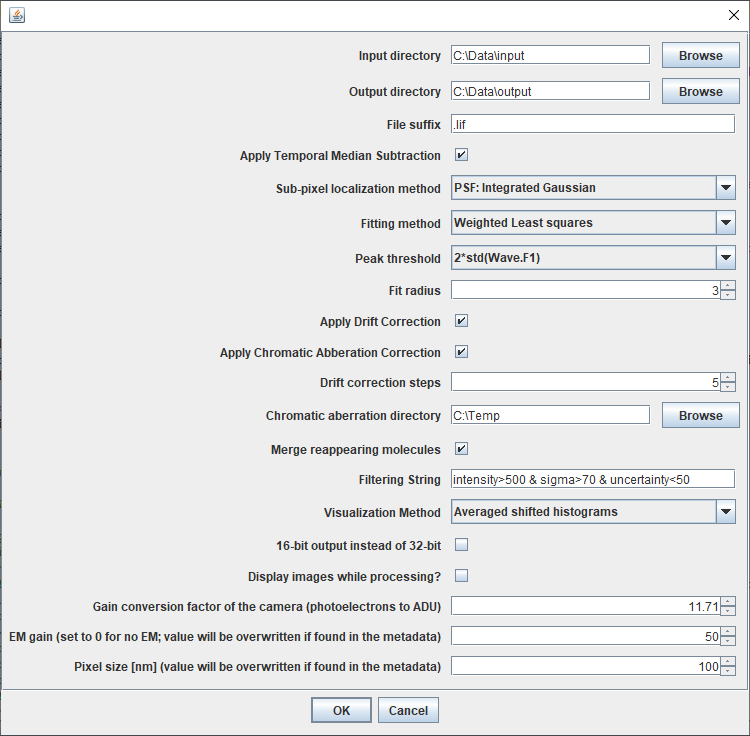 Input directory C:\Data\input Browse
Output directory C:\Data\output Browse
File suffix .lif
Apply Temporal Median Subtraction
Sub-pixel localization method PSF: Integrated Gaussian
Fitting method Weighted Least squares
Peak threshold 2*std(Wave.F1)
Fit radius 3
Apply Drift Correction
Apply Chromatic Abberation Correction
Drift correction steps 5
Chromatic aberration directory C:\Temp Browse
Merge reappearing molecules
Filtering String intensity>500 & sigma>70 & uncertainty<50
Visualization Method Averaged shifted histograms
16-bit output instead of 32-bit
Display images while processing?
Gain conversion factor of the camera (photoelectrons to ADU) 11.71
EM gain (set to 0 for no EM; value will be overwritten if found in the metadata) 50
Pixel size [nm] (value will be overwritten if found in the metadata) 100
OK Cancel